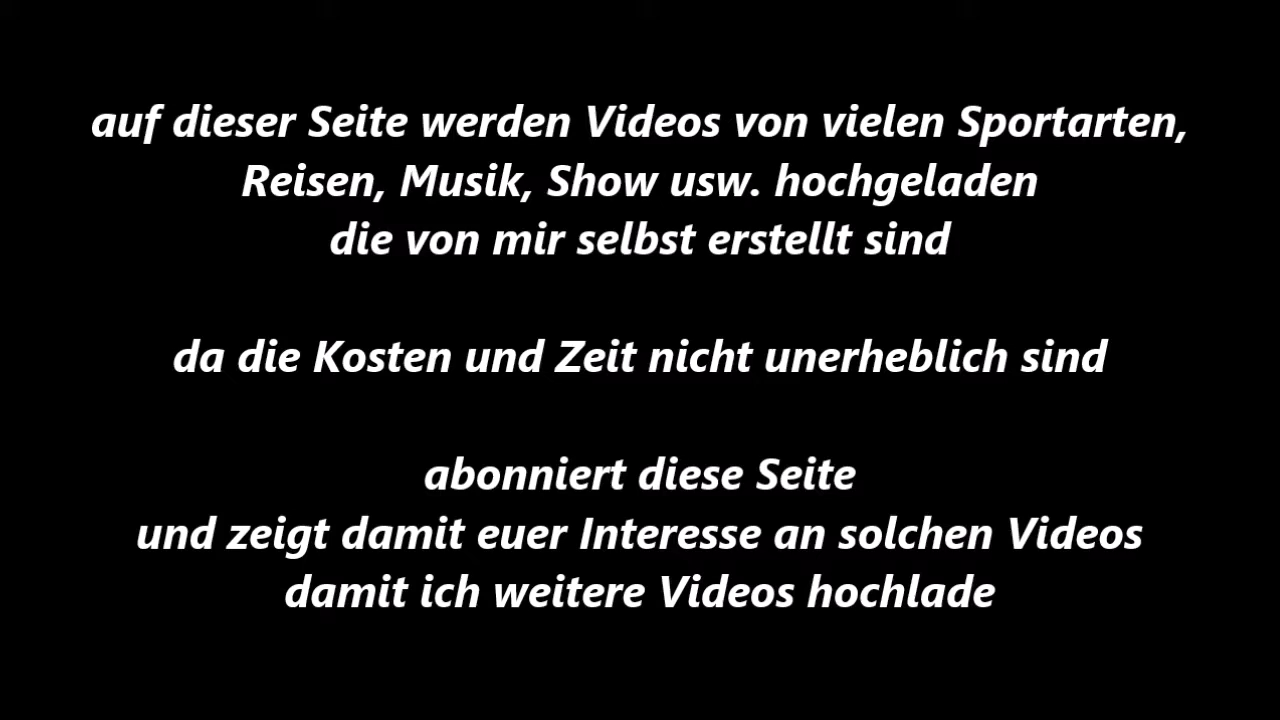 auf dieser Seite werden Videos von vielen Sportarten,
Reisen, Musik, Show usw. hochgeladen
die von mir selbst erstellt sind
da die Kosten und Zeit nicht unerheblich sind
abonniert diese Seite
und zeigt damit euer Interesse an solchen Videos
damit ich weitere Videos hochlade